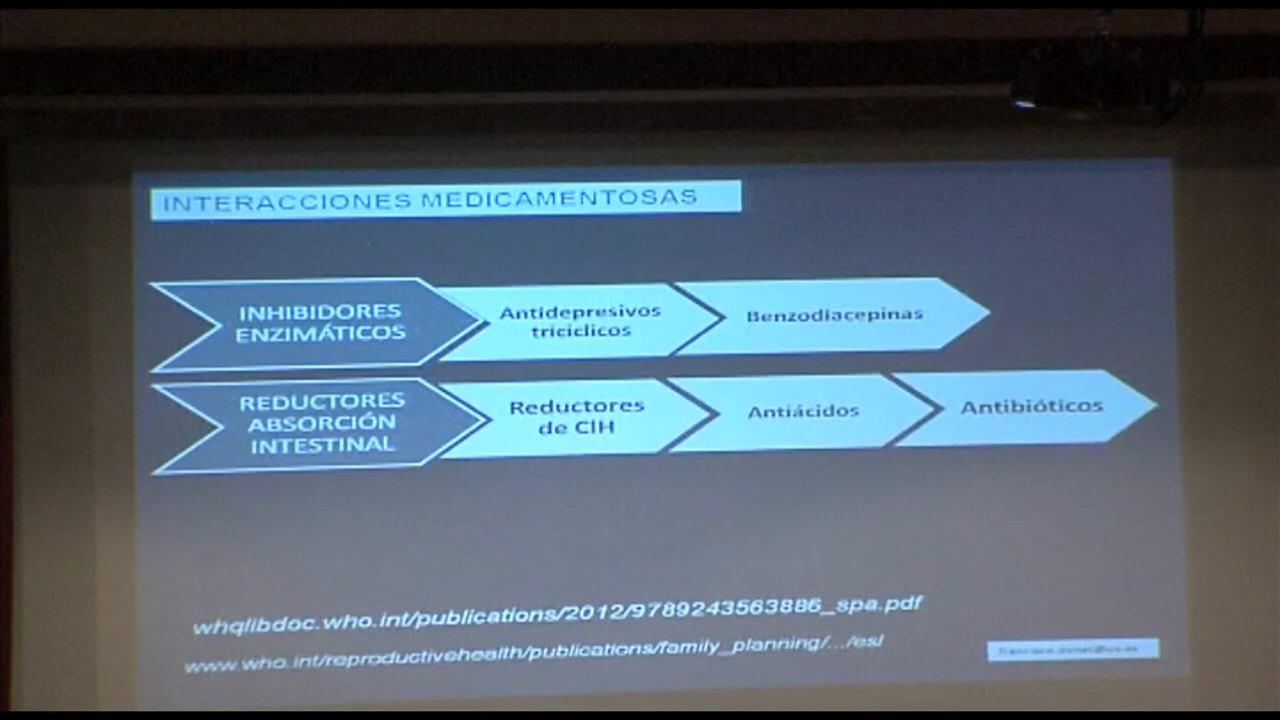 INTERACCIONES MEDICAMENTOSAS
INHIBIDORES
ENZIMÁTICOS
Antidepresivos
triciclicos
Benzodiacepinas
REDUCTORES
ABSORCIÓN
INTESTINAL
Reductores
de ClH
Antiácidos
Antibióticos
whqlibdoc.who.int/publications/2012/9789243563886_spa.pdf
www.who.int/reproductivehealth/publications/family_planning/.../es/